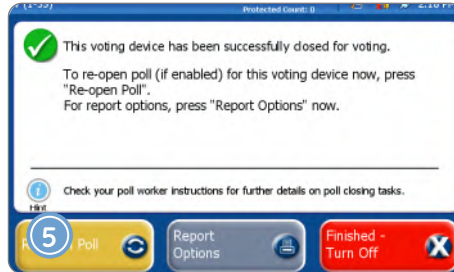 Protected Count: 0
This voting device has been successfully closed for voting.
To re-open poll (if enabled) for this voting device now, press
"Re-open Poll".
For report options, press "Report Options" now.
Check your poll worker instructions for further details on poll closing tasks.
Hint
5
Poll
Report
Options
Finished -
Turn Off